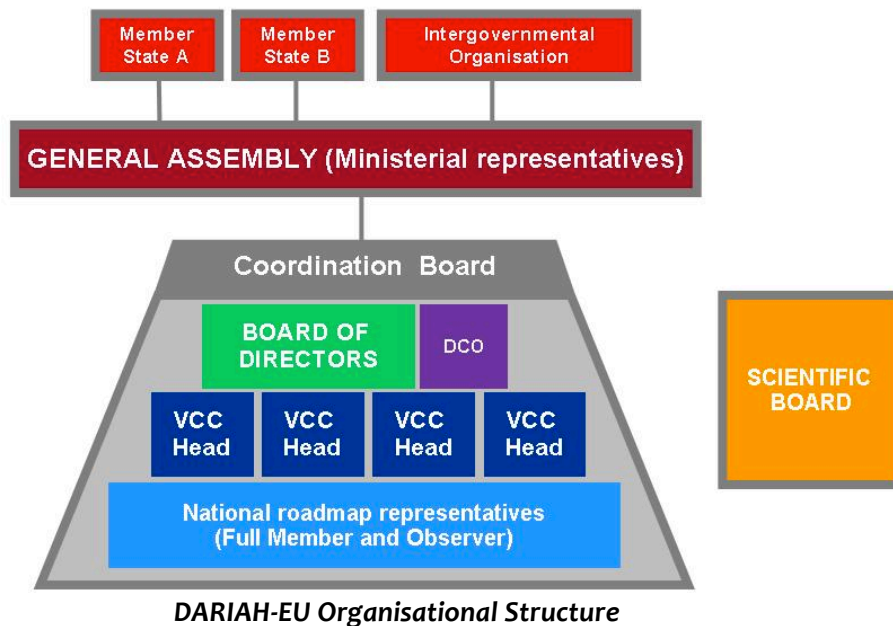 Member
State A
Member
State B
Intergovernmental
Organisation
GENERAL ASSEMBLY (Ministerial representatives)
Coordination Board
BOARD OF
DIRECTORS
DCO
VCC
Head
VCC
Head
VCC
Head
VCC
Head
National roadmap representatives
(Full Member and Observer)
SCIENTIFIC
BOARD
DARIAH-EU Organisational Structure